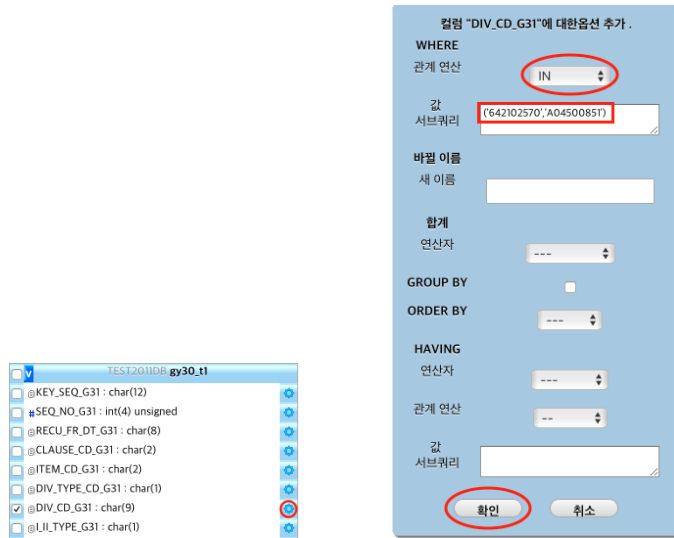 컬럼 "DIV_CD_G31"에 대한옵션 추가 .
WHERE
관계 연산
IN
값
서브쿼리
('642102570','A04500851')
바뀔 이름
새 이름
합계
연산자
---
GROUP BY
ORDER BY
---
HAVING
연산자
---
관계 연산
--
값
서브쿼리
확인
취소
v
TEST2011DB gy30_t1
KEY_SEQ_G31 : char(12)
#SEQ_NO_G31 : int(4) unsigned
RECU_FR_DT_G31 : char(8)
CLAUSE_CD_G31 : char(2)
ITEM_CD_G31 : char(2)
DIV_TYPE_CD_G31 : char(1)
DIV_CD_G31 : char(9)
I_II_TYPE_G31 : char(1)